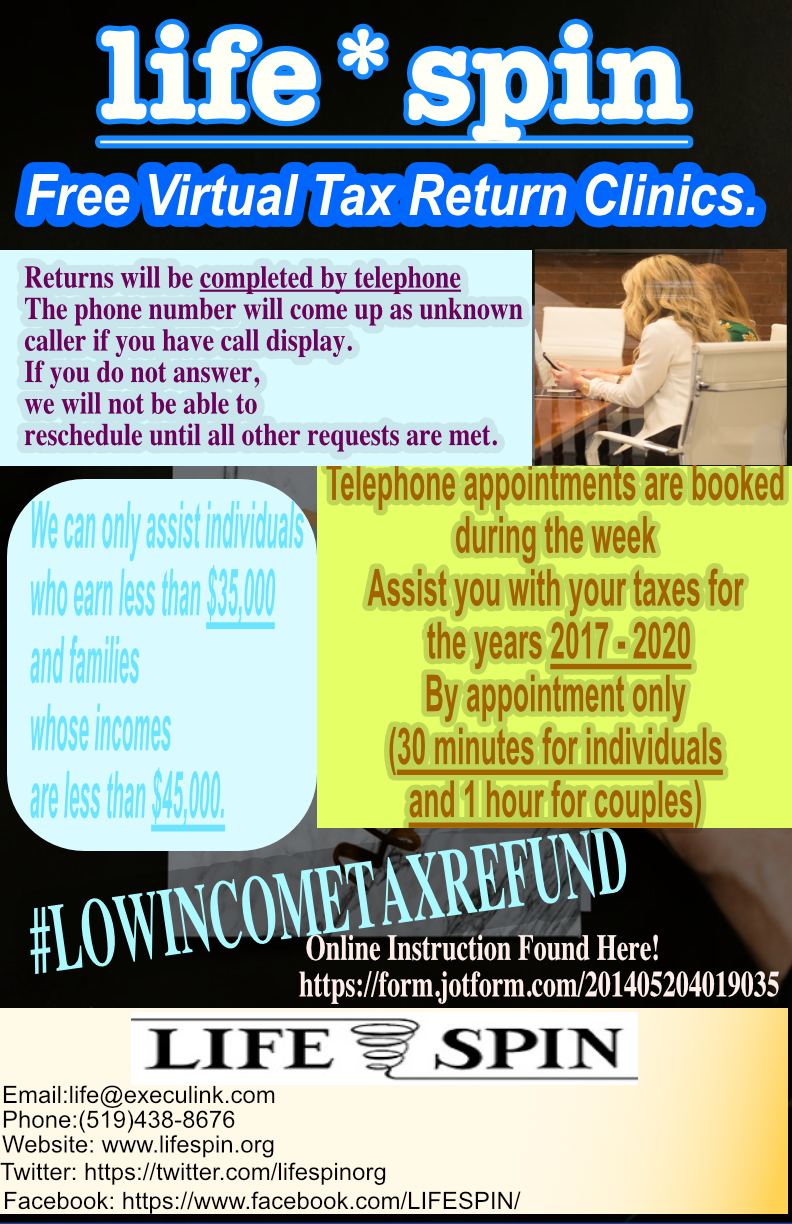 life * spin
Free Virtual Tax Return Clinics.
Returns will be completed by telephone
The phone number will come up as unknown
caller if you have call display.
If you do not answer,
we will not be able to
reschedule until all other requests are met.
We can only assist individuals
who earn less than $35,000
and families
whose incomes
are less than $45,000.
Telephone appointments are booked
during the week
Assist you with your taxes for
the years 2017 - 2020
By appointment only
(30 minutes for individuals
and 1 hour for couples)
#LOWINCOMETAXREFUND
Online Instruction Found Here!
https://form.jotform.com/201405204019035
LIFE SPIN
Email:life@execulink.com
Phone:(519)438-8676
Website: www.lifespin.org
Twitter: https://twitter.com/lifespinorg
Facebook: https://www.facebook.com/LIFESPIN/